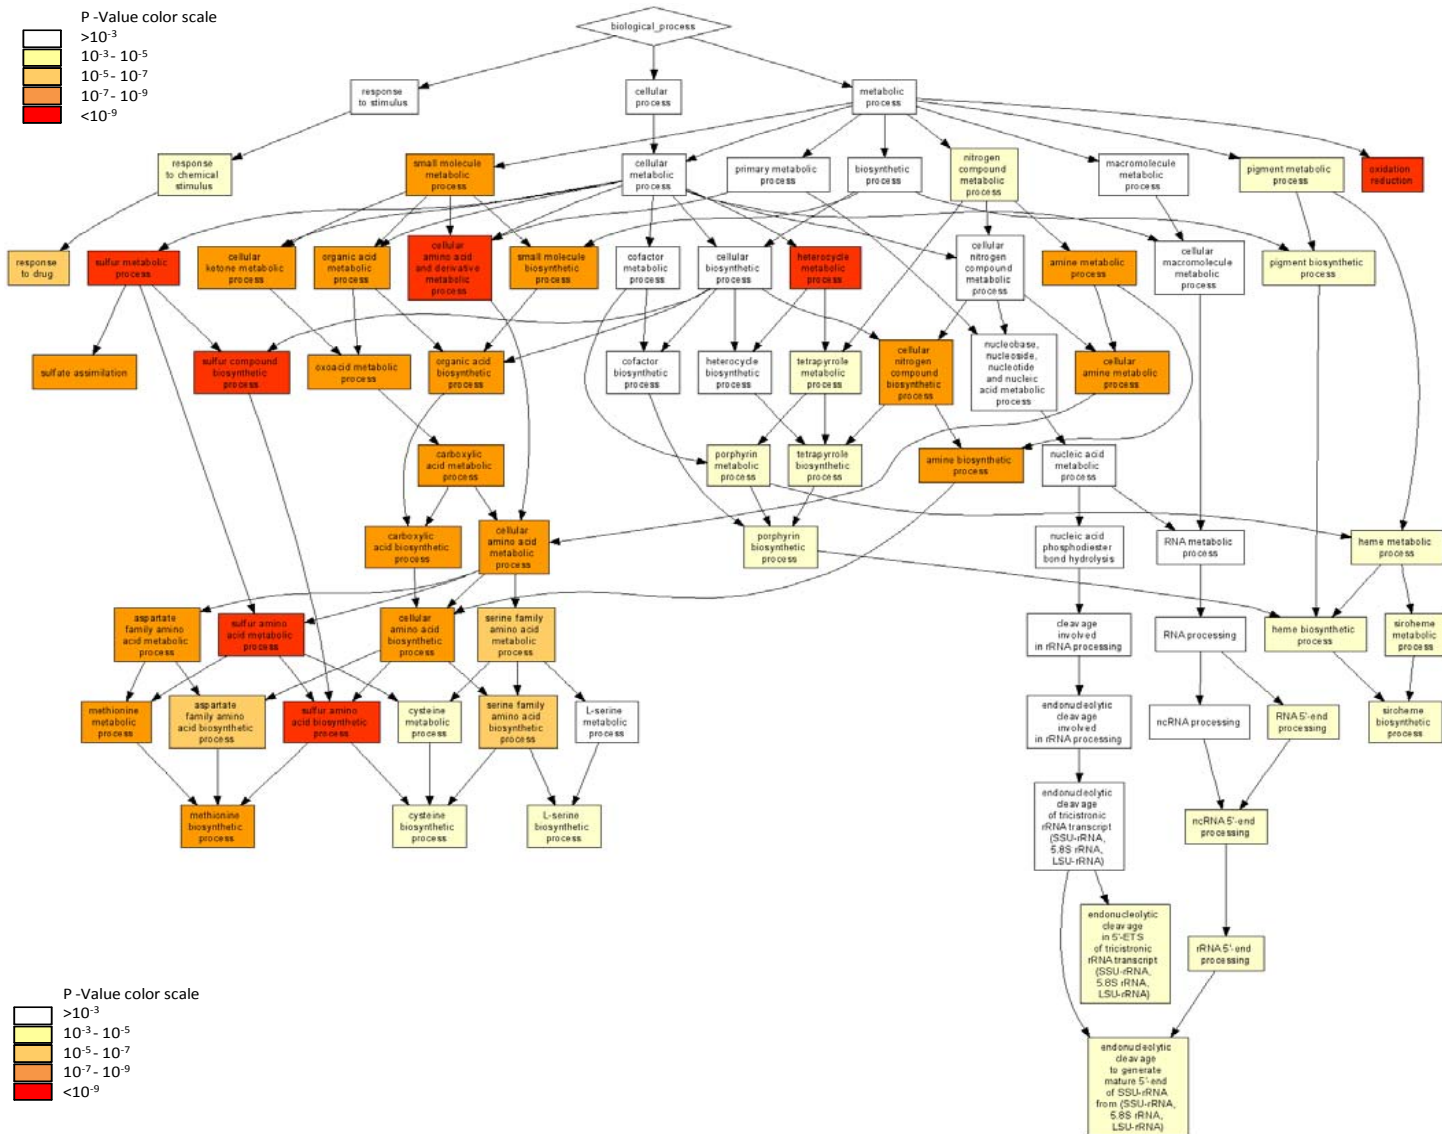 P -Value color scale
>10-3
10-3- 10-5
10-5- 10-7
10-7 - 10-9
<10-9
biological_process
response
to stimulus
cellular
process
metabolic
process
response
to chemical
stimulus
small molecule
metabolic
process
cellular
metabolic
process
primary metabolic
process
biosynthetic
process
nitrogen
compound
metabolic
process
macromolecule
metabolic
process
pigment metabolic
process
oxidation
reduction
response
to drug
sulfur metabolic
process
cellular
ketone metabolic
process
organic acid
metabolic
process
cellular
amino acid
and derivative
metabolic
process
small molecule
biosynthetic
process
cofactor
metabolic
process
cellular
biosynthetic
process
heterocycle
metabolic
process
cellular
nitrogen
compound
metabolic
process
amine metabolic
process
cellular
macromolecule
metabolic
process
pigment biosynthetic
process
sulfate assimilation
sulfur compound
biosynthetic
process
oxoacid metabolic
process
organic acid
biosynthetic
process
cofactor
biosynthetic
process
heterocycle
biosynthetic
process
tetrapyrrole
metabolic
process
cellular
nitrogen
compound
biosynthetic
process
nucleobase,
nucleoside,
nucleotide
and nucleic
acid metabolic
process
cellular
amine metabolic
process
carboxylic
acid metabolic
process
porphyrin
metabolic
process
tetrapyrrole
biosynthetic
process
amine biosynthetic
process
nucleic acid
metabolic
process
carboxylic
acid biosynthetic
process
cellular
amino acid
metabolic
process
porphyrin
biosynthetic
process
nucleic acid
phosphodiester
bond hydrolysis
RNA metabolic
process
heme metabolic
process
aspartate
family amino
acid metabolic
process
sulfur amino
acid metabolic
process
cellular
amino acid
biosynthetic
process
serine family
amino acid
metabolic
process
cleavage
involved
in rRNA processing
RNA processing
heme biosynthetic
process
siroheme
metabolic
process
methionine
metabolic
process
aspartate
family amino
acid biosynthetic
process
sulfur amino
acid biosynthetic
process
cysteine
metabolic
process
serine family
amino acid
biosynthetic
process
L-serine
metabolic
process
endonucleolytic
cleavage
involved
in rRNA processing
ncRNA processing
RNA 5'-end
processing
siroheme
biosynthetic
process
methionine
biosynthetic
process
cysteine
biosynthetic
process
L-serine
biosynthetic
process
endonucleolytic
cleavage
of tricistronic
rRNA transcript
(SSU-rRNA,
5.8S rRNA,
LSU-rRNA)
ncRNA 5'-end
processing
endonucleolytic
cleavage
in 5'-ETS
of tricistronic
rRNA transcript
(SSU-rRNA,
5.8S rRNA,
LSU-rRNA)
rRNA 5'-end
processing
P -Value color scale
>10-3
10-3- 10-5
10-5- 10-7
10-7 - 10-9
<10-9
endonucleolytic
cleavage
to generate
mature 5'-end
of SSU-rRNA
from (SSU-rRNA,
5.8S rRNA,
LSU-rRNA)